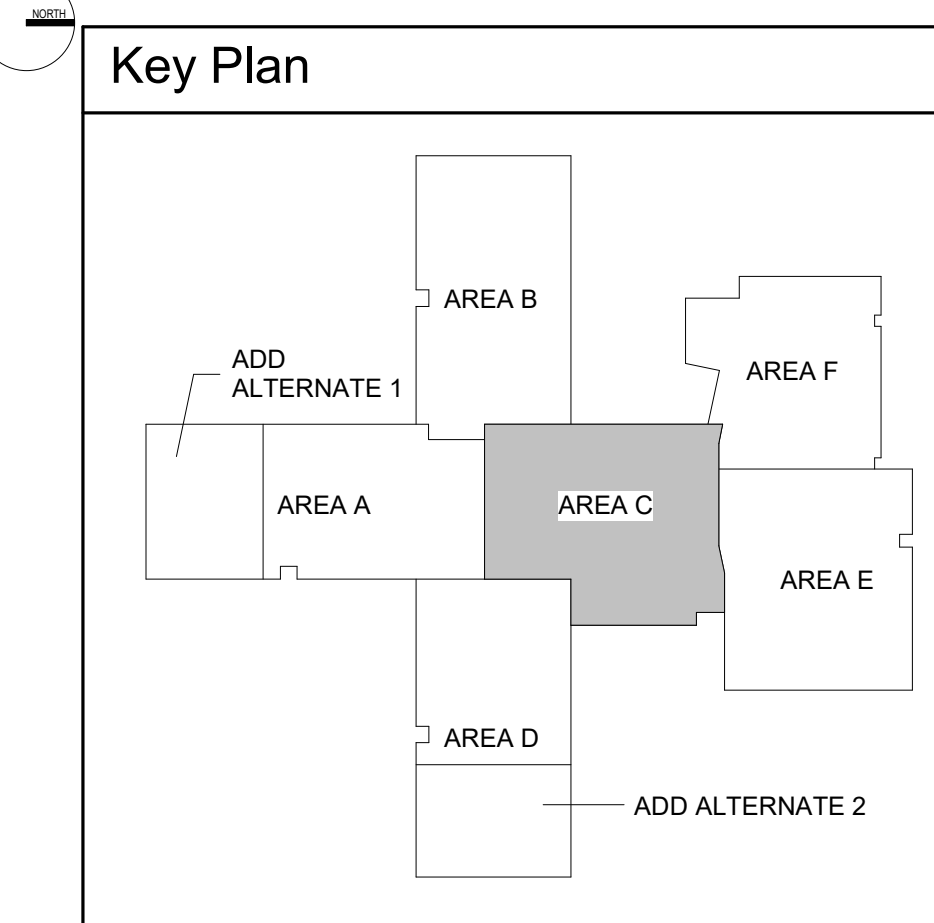 NORTH
Key Plan
AREA B
ADD
ALTERNATE 1
AREA F
AREA A
AREA C
AREA E
AREA D
ADD ALTERNATE 2